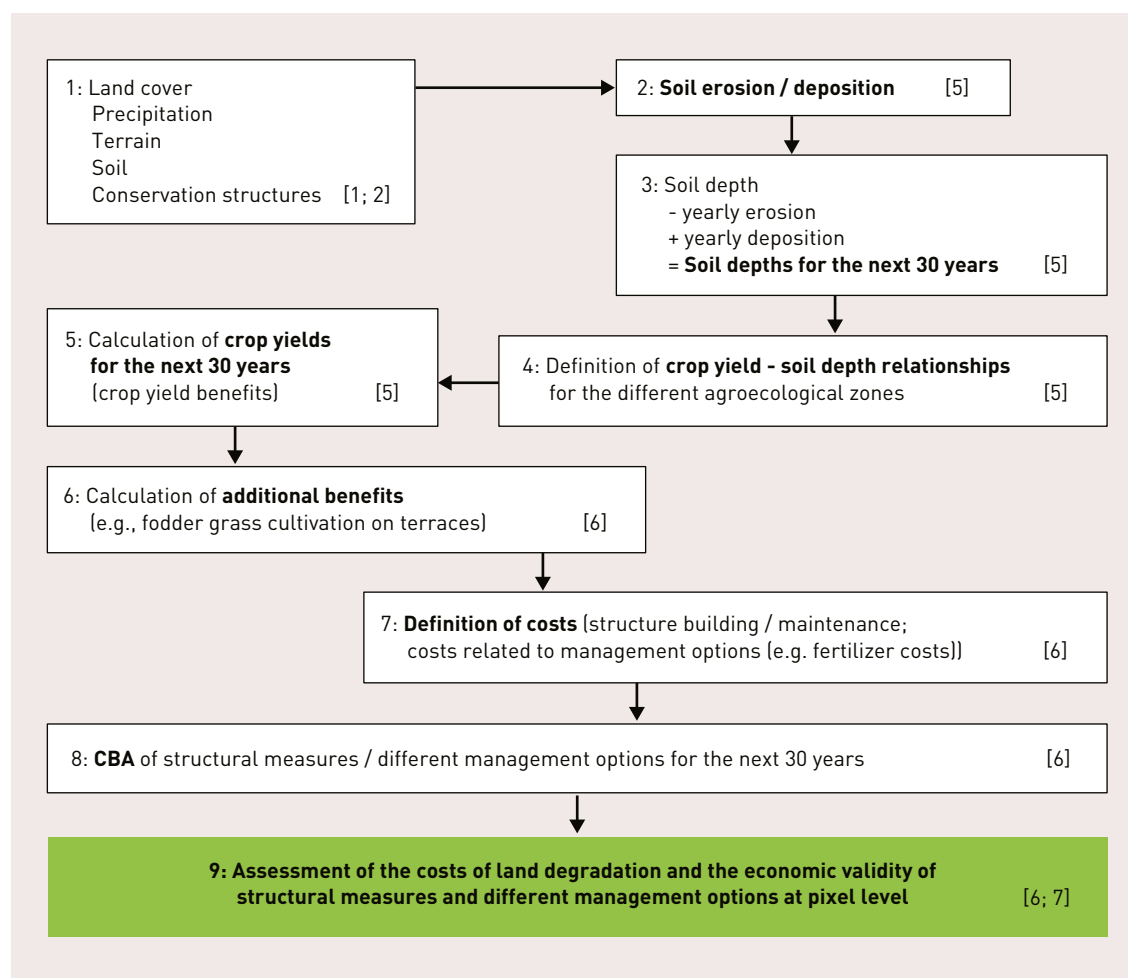 1: Land cover
Precipitation
Terrain
Soil
Conservation structures [1; 2]
2: Soil erosion / deposition [5]
3: Soil depth
- yearly erosion
+ yearly deposition
= Soil depths for the next 30 years [5]
4: Definition of crop yield - soil depth relationships
for the different agroecological zones [5]
5: Calculation of crop yields
for the next 30 years
(crop yield benefits) [5]
6: Calculation of additional benefits
(e.g., fodder grass cultivation on terraces) [6]
7: Definition of costs (structure building / maintenance;
costs related to management options (e.g. fertilizer costs)) [6]
8: CBA of structural measures / different management options for the next 30 years [6]
9: Assessment of the costs of land degradation and the economic validity of
structural measures and different management options at pixel level [6; 7]